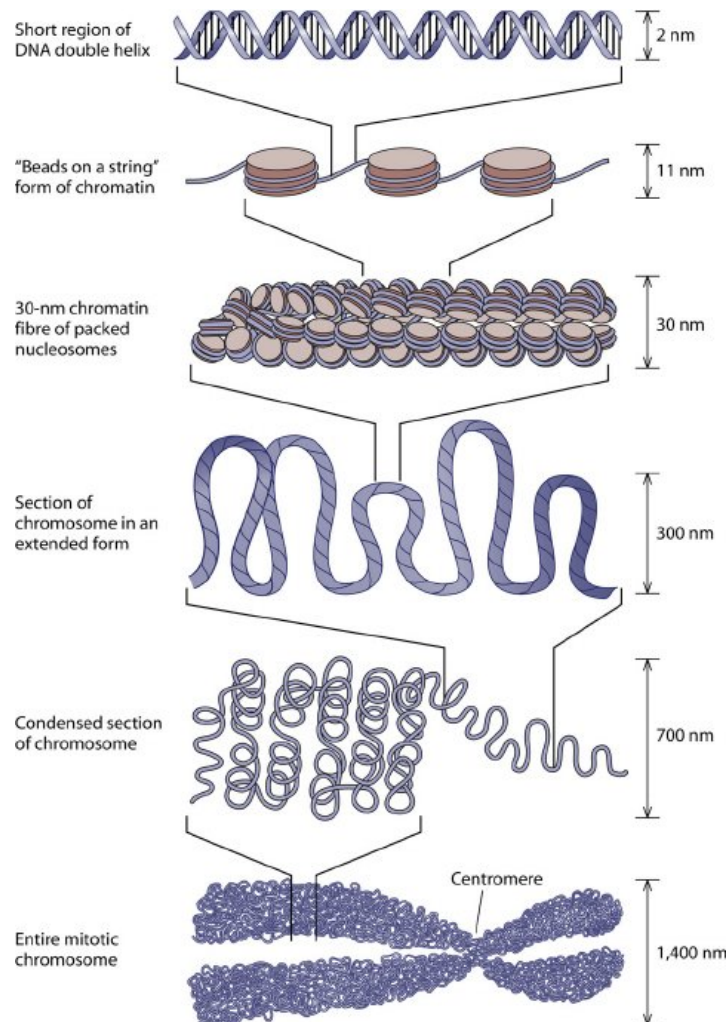 Short region of
DNA double helix
2 nm
"Beads on a string"
form of chromatin
11 nm
30-nm chromatin
fibre of packed
nucleosomes
30 nm
Section of
chromosome in an
extended form
300 nm
Condensed section
of chromosome
700 nm
Centromere
Entire mitotic
chromosome
1,400 nm